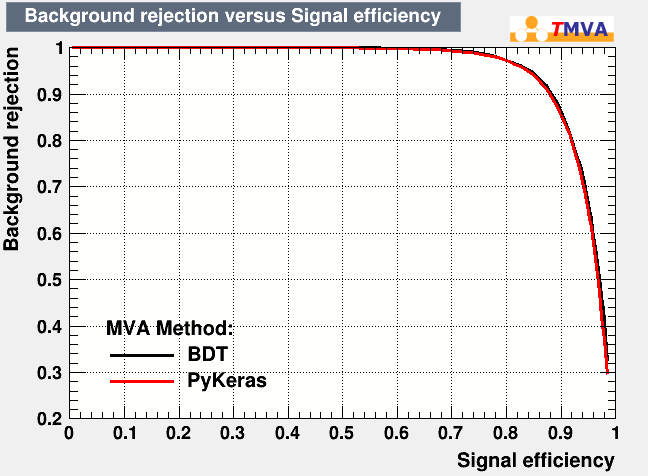 Background rejection versus Signal efficiency
TMVA
Background rejection
1
0.9
0.8
0.7
0.6
0.5
0.4
0.3
0.2
MVA Method:
BDT
PyKeras
0 0.1 0.2 0.3 0.4 0.5 0.6 0.7 0.8 0.9 1
Signal efficiency